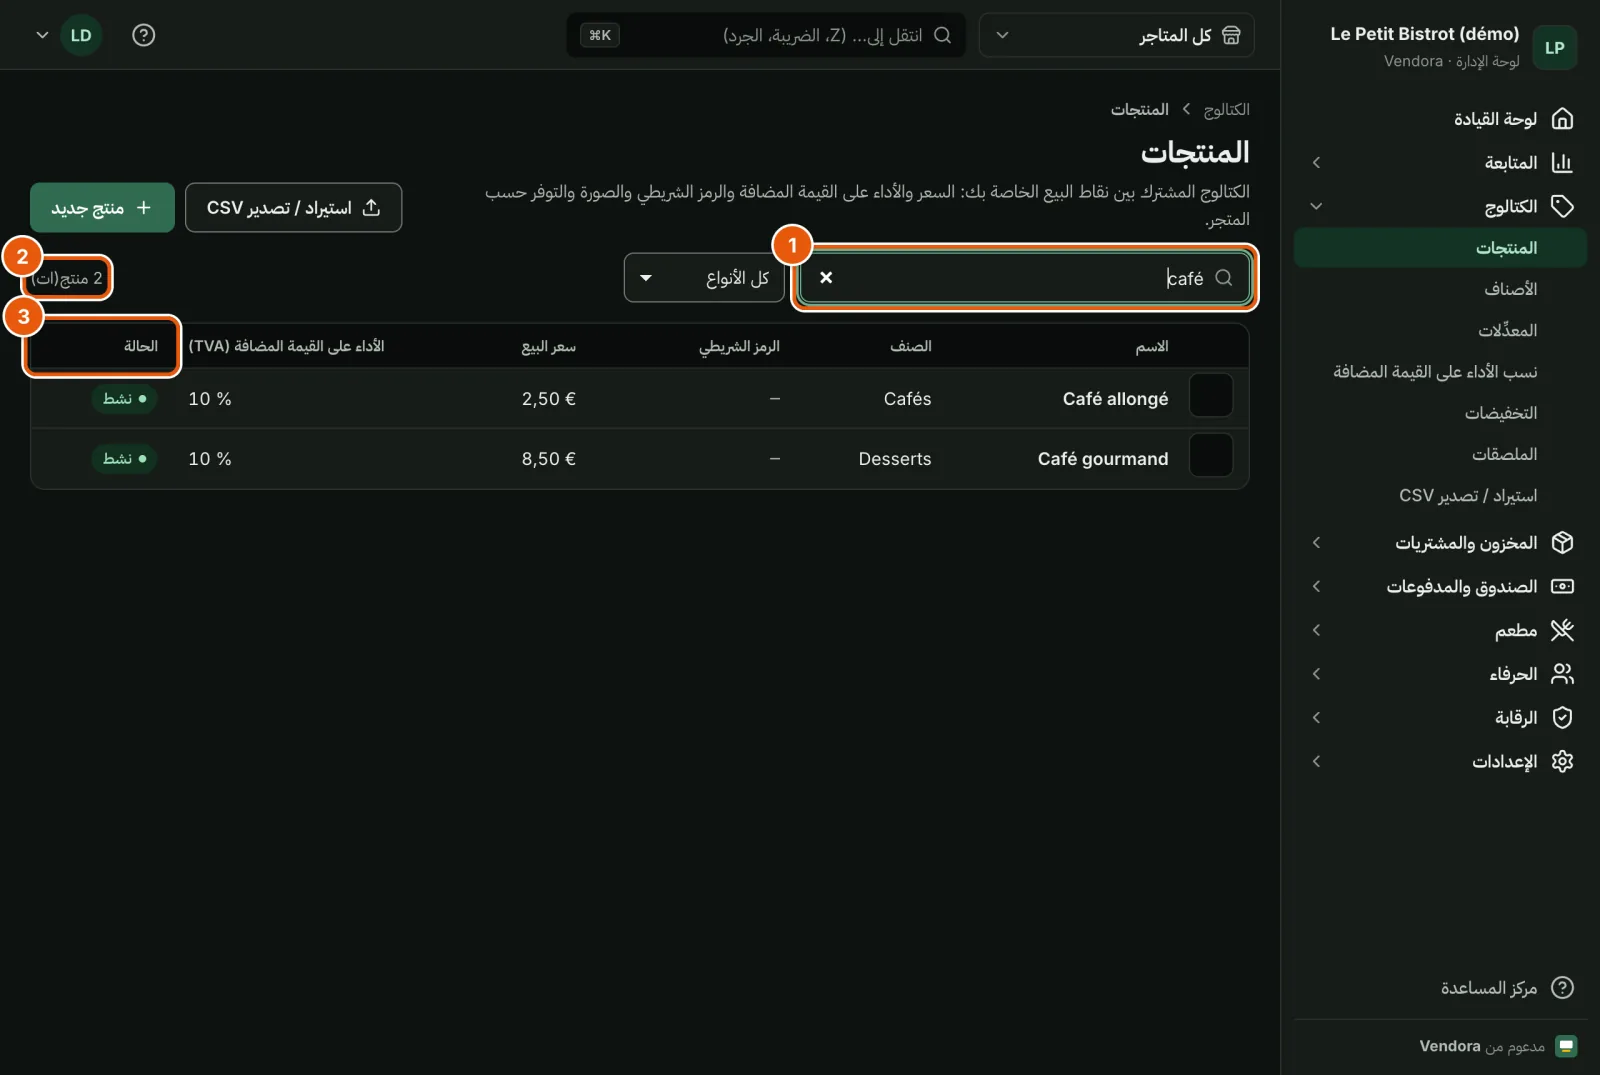 Le Petit Bistrot (démo)
لوحة الإدارة · Vendora
LP
كل المتاجر
انتقل إلى... (Z، الضريبة، الجرد)
⌘K
?
LD
لوحة القيادة
المتابعة
الكتالوج
المنتجات
الأصناف
المعدِّلات
نسب الأداء على القيمة المضافة
التخفيضات
الملصقات
استيراد / تصدير CSV
المخزون والمشتريات
الصندوق والمدفوعات
مطعم
الحرفاء
الرقابة
الإعدادات
مركز المساعدة
مدعوم من Vendora
الكتالوج
المنتجات
المنتجات
الكتالوج المشترك بين نقاط البيع الخاصة بك: السعر والأداء على القيمة المضافة والرمز الشريطي والصورة والتوفر حسب
المتجر.
استيراد / تصدير CSV
منتج جديد
1
café
كل الأنواع
2
2 منتج(ات)
3
الاسم الصنف الرمز الشريطي سعر البيع الأداء على القيمة المضافة (TVA) الحالة
Café allongé Cafés – 2,50 € 10 % نشط
Café gourmand Desserts – 8,50 € 10 % نشط